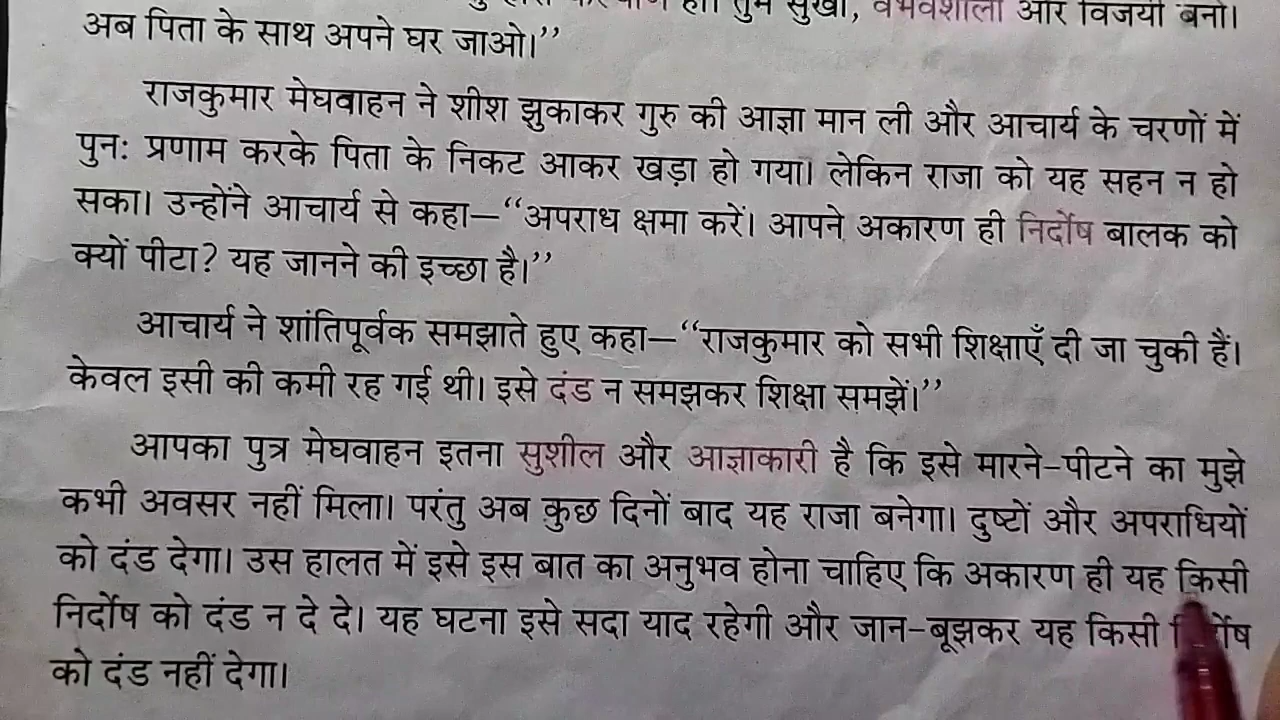 हो। तुम सुखी, वैभवशाली और विजयी बनो।
अब पिता के साथ अपने घर जाओ।”
राजकुमार मेघवाहन ने शीश झुकाकर गुरु की आज्ञा मान ली और आचार्य के चरणों में
पुनः प्रणाम करके पिता के निकट आकर खड़ा हो गया। लेकिन राजा को यह सहन न हो
सका। उन्होंने आचार्य से कहा—“अपराध क्षमा करें। आपने अकारण ही निर्दोष बालक को
क्यों पीटा? यह जानने की इच्छा है।”
आचार्य ने शांतिपूर्वक समझाते हुए कहा—“राजकुमार को सभी शिक्षाएँ दी जा चुकी हैं।
केवल इसी की कमी रह गई थी। इसे दंड न समझकर शिक्षा समझें।”
आपका पुत्र मेघवाहन इतना सुशील और आज्ञाकारी है कि इसे मारने-पीटने का मुझे
कभी अवसर नहीं मिला। परंतु अब कुछ दिनों बाद यह राजा बनेगा। दुष्टों और अपराधियों
को दंड देगा। उस हालत में इसे इस बात का अनुभव होना चाहिए कि अकारण ही यह किसी
निर्दोष को दंड न दे दे। यह घटना इसे सदा याद रहेगी और जान-बूझकर यह किसी
को दंड नहीं देगा।